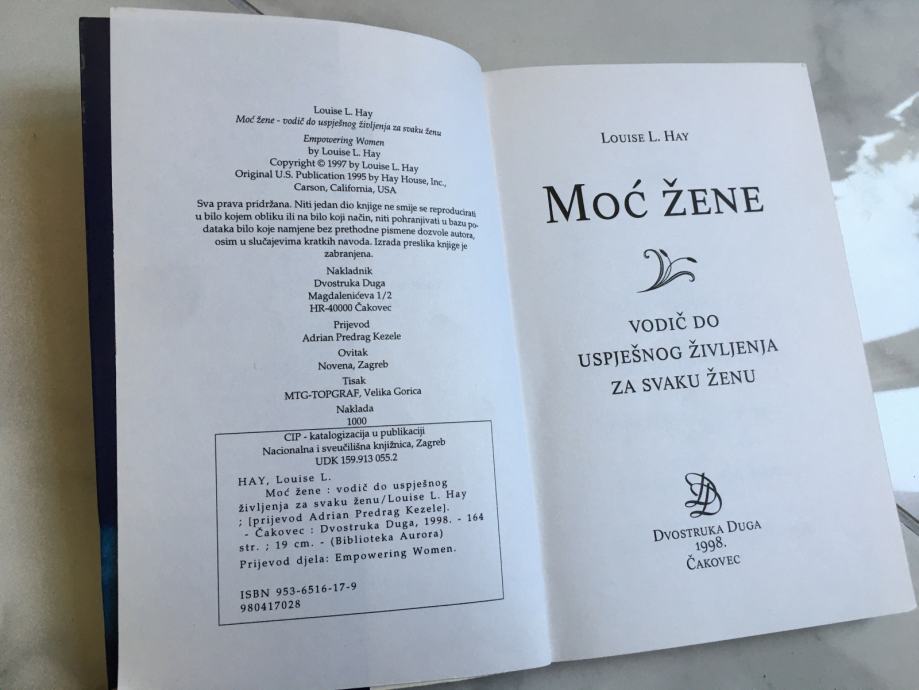 Louise L. Hay
Moć žene - vodič do uspješnog življenja za svaku ženu
Empowering Women
by Louise L. Hay
Copyright © 1997 by Louise L. Hay
Original U.S. Publication 1995 by Hay House, Inc.,
Carson, California, USA
Sva prava pridržana. Niti jedan dio knjige ne smije se reproducirati
u bilo kojem obliku ili na bilo koji način, niti pohranjivati u bazu po-
dataka bilo koje namjene bez prethodne pismene dozvole autora,
osim u slučajevima kratkih navoda. Izrada preslika knjige je
zabranjena.
Nakladnik
Dvostruka Duga
Magdalenićeva 1/2
HR-40000 Čakovec
Prijevod
Adrian Predrag Kezele
Ovitak
Novena, Zagreb
Tisak
MTG-TOPGRAF, Velika Gorica
Naklada
1000
CIP - katalogizacija u publikaciji
Nacionalna i sveučilišna knjižnica, Zagreb
UDK 159.913 055.2
HAY, Louise L.
Moć žene : vodič do uspješnog
življenja za svaku ženu/Louise L. Hay
; [prijevod Adrian Predrag Kezele].
- Čakovec : Dvostruka Duga, 1998. - 164
str. ; 19 cm. - (Biblioteka Aurora)
Prijevod djela: Empowering Women.
ISBN 953-6516-17-9
980417028
LOUISE L. HAY
MOĆ ŽENE
VODIČ DO
USPJEŠNOG ŽIVLJENJA
ZA SVAKU ŽENU
DD
DVOSTRUKA DUGA
1998.
ČAKOVEC